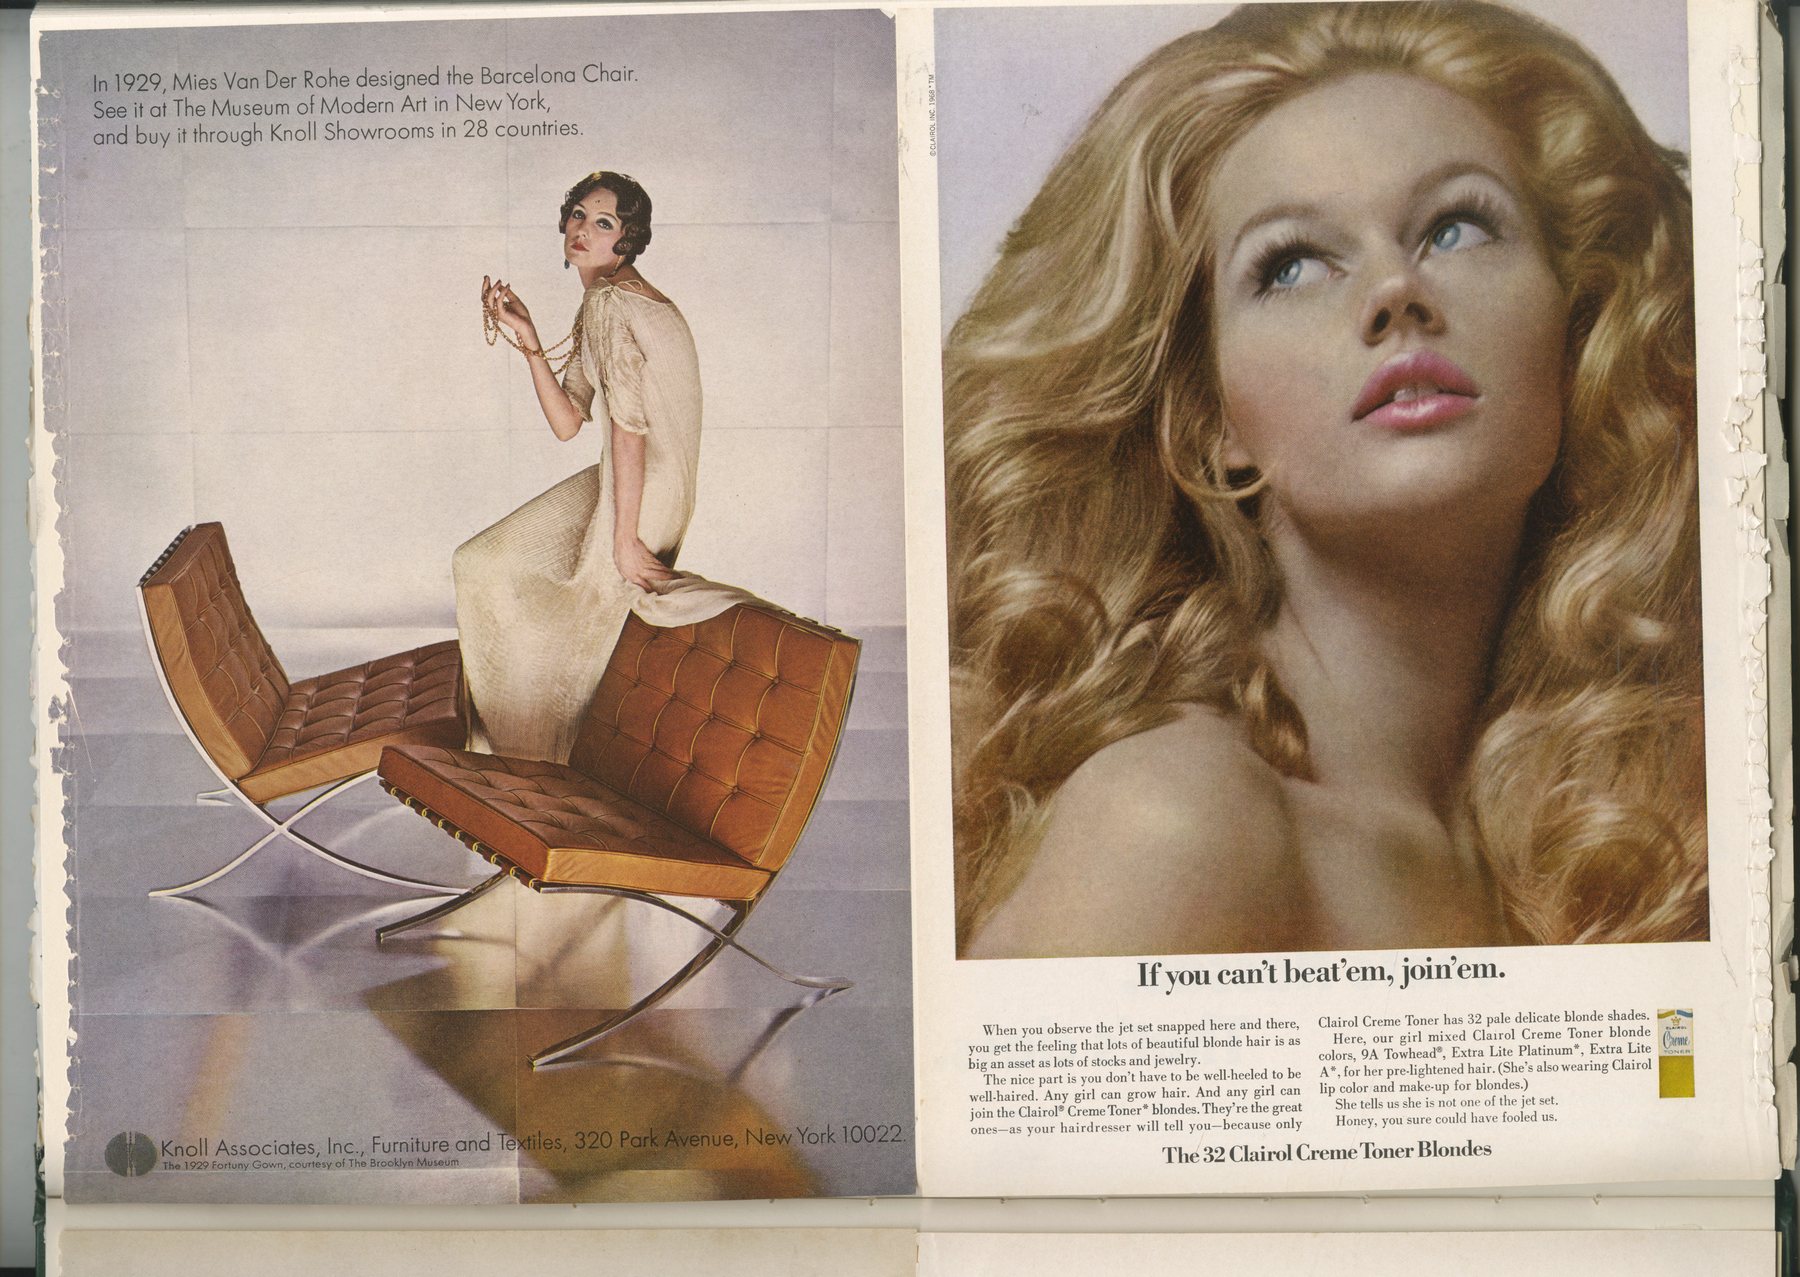 In 1929, Mies Van Der Rohe designed the Barcelona Chair.
See it at The Museum of Modern Art in New York,
and buy it through Knoll Showrooms in 28 countries.
Knoll Associates, Inc., Furniture and Textiles, 320 Park Avenue, New York 10022.
The 1929 Fortuny Gown, courtesy of The Brooklyn Museum
©CLAIROL INC. 1968 *TM
If you can't beat'em, join'em.
When you observe the jet set snapped here and there,
you get the feeling that lots of beautiful blonde hair is as
big an asset as lots of stocks and jewelry.
The nice part is you don't have to be well-heeled to be
well-haired. Any girl can grow hair. And any girl can
join the Clairol® Creme Toner* blondes. They're the great
ones—as your hairdresser will tell you—because only
Clairol Creme Toner has 32 pale delicate blonde shades.
Here, our girl mixed Clairol Creme Toner blonde
colors, 9A Towhead®, Extra Lite Platinum*, Extra Lite
A*, for her pre-lightened hair. (She's also wearing Clairol
lip color and make-up for blondes.)
She tells us she is not one of the jet set.
Honey, you sure could have fooled us.
CLAIROL
Creme
TONER
The 32 Clairol Creme Toner Blondes